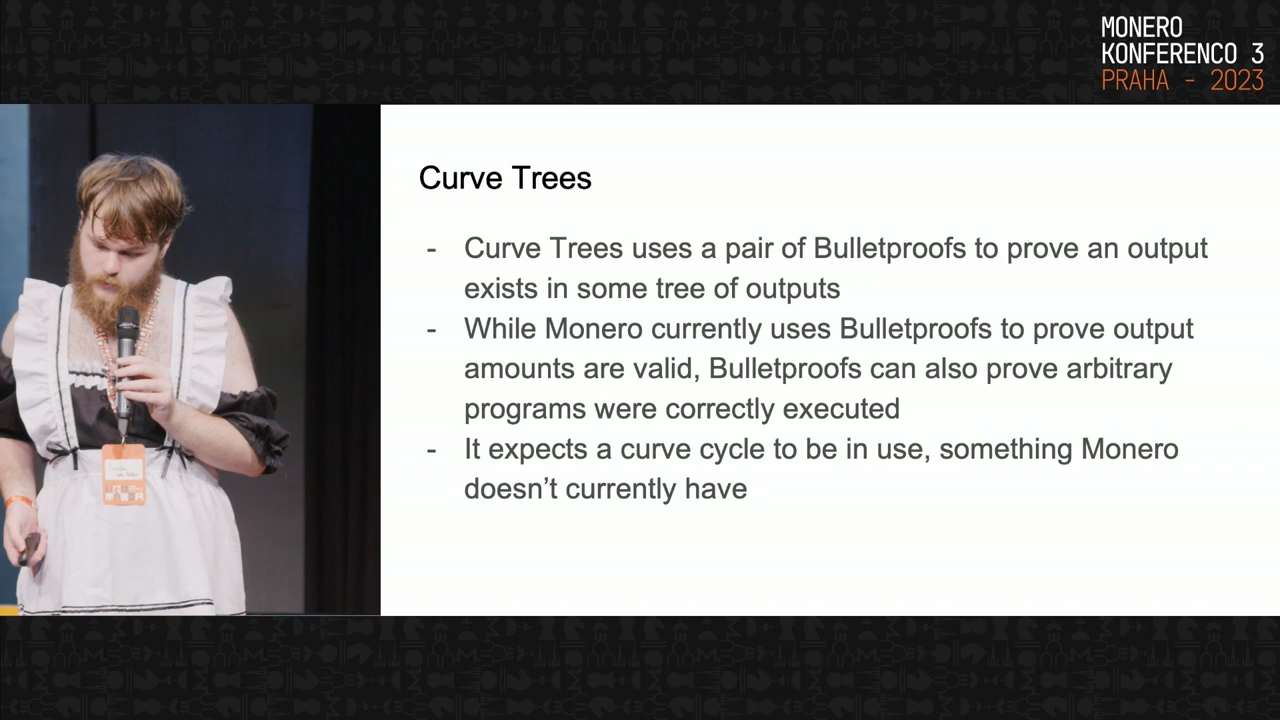 MONERO
KONFERENCO 3
PRAHA - 2023
Curve Trees
- Curve Trees uses a pair of Bulletproofs to prove an output
exists in some tree of outputs
- While Monero currently uses Bulletproofs to prove output
amounts are valid, Bulletproofs can also prove arbitrary
programs were correctly executed
- It expects a curve cycle to be in use, something Monero
doesn’t currently have